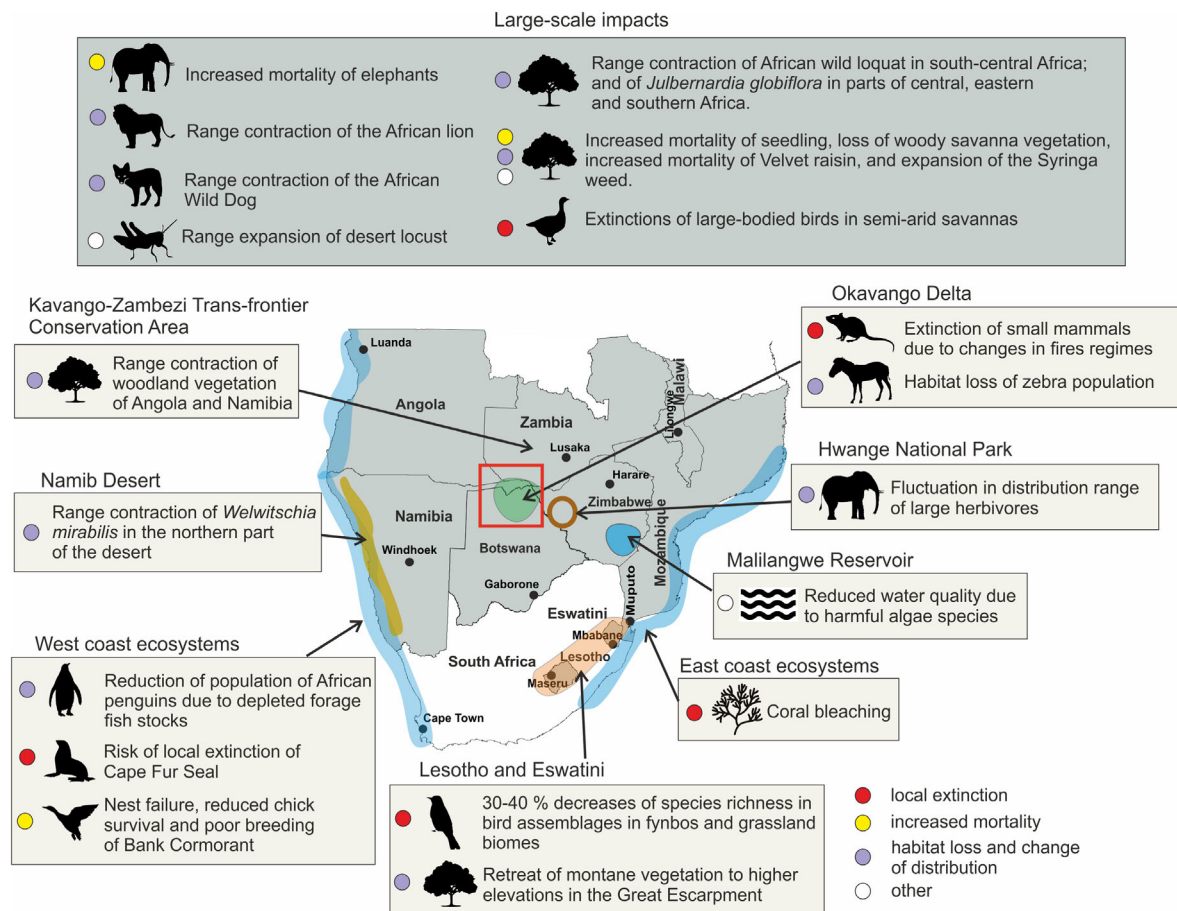 Large-scale impacts
Increased mortality of elephants
Range contraction of the African lion
Range contraction of the African
Wild Dog
Range expansion of desert locust
Range contraction of African wild loquat in south-central Africa;
and of Julbernardia globiflora in parts of central, eastern
and southern Africa.
Increased mortality of seedling, loss of woody savanna vegetation,
increased mortality of Velvet raisin, and expansion of the Syringa
weed.
Extinctions of large-bodied birds in semi-arid savannas
Kavango-Zambezi Trans-frontier
Conservation Area
Range contraction of
woodland vegetation
of Angola and Namibia
Namib Desert
Range contraction of Welwitschia
mirabilis in the northern part
of the desert
West coast ecosystems
Reduction of population of African
penguins due to depleted forage
fish stocks
Risk of local extinction of
Cape Fur Seal
Nest failure, reduced chick
survival and poor breeding
of Bank Cormorant
Luanda
Angola
Zambia
Lusaka
Malawi
Lilongwe
Harare
Zimbabwe
Mozambique
Namibia
Windhoek
Botswana
Gaborone
Eswatini
Muputo
Mbabane
South Africa
Lesotho
Maseru
Cape Town
Okavango Delta
Extinction of small mammals
due to changes in fires regimes
Habitat loss of zebra population
Hwange National Park
Fluctuation in distribution range
of large herbivores
Malilangwe Reservoir
Reduced water quality due
to harmful algae species
East coast ecosystems
Coral bleaching
Lesotho and Eswatini
30-40 % decreases of species richness in
bird assemblages in fynbos and grassland
biomes
Retreat of montane vegetation to higher
elevations in the Great Escarpment
local extinction
increased mortality
habitat loss and change
of distribution
other